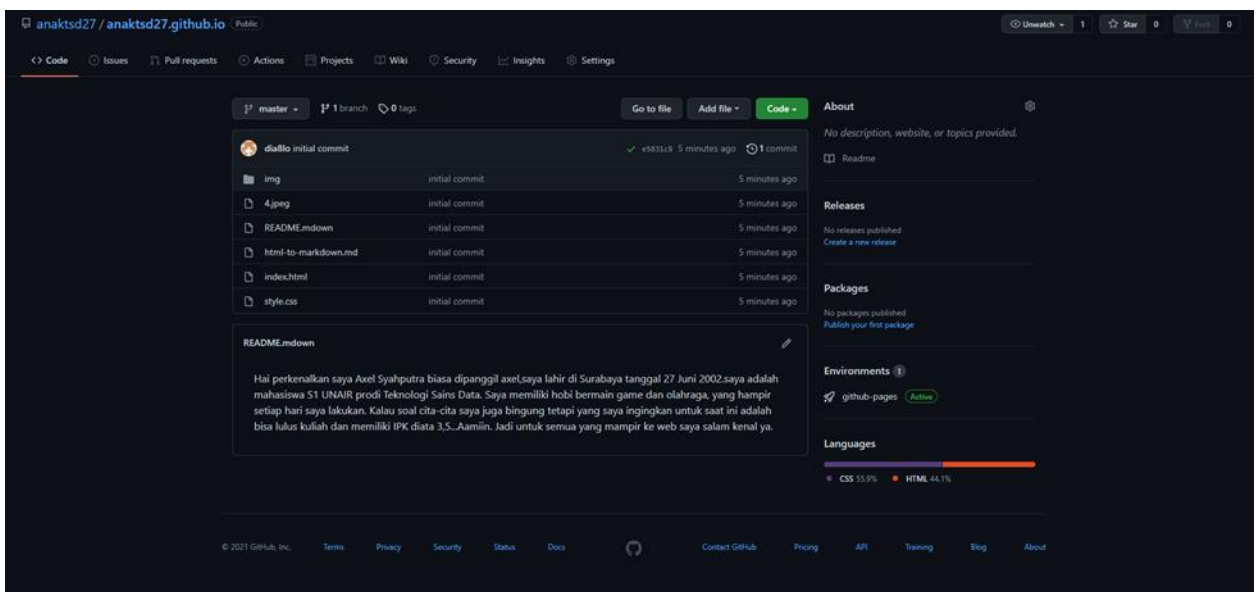 anaktsd27 / anaktsd27.github.io Public
Unwatch 1 Star 0 Fork 0
Code Issues Pull requests Actions Projects Wiki Security Insights Settings
master 1 branch 0 tags Go to file Add file Code
About
No description, website, or topics provided.
Readme
dia8lo initial commit 5 minutes ago 1 commit
img initial commit 5 minutes ago
4.jpeg initial commit 5 minutes ago
README.mdown initial commit 5 minutes ago
html-to-markdown.md initial commit 5 minutes ago
index.html initial commit 5 minutes ago
style.css initial commit 5 minutes ago
Releases
No releases published
Create a new release
Packages
No packages published
Publish your first package
README.mdown
Hai perkenalkan saya Axel Syahputra biasa dipanggil axel,saya lahir di Surabaya tanggal 27 Juni 2002.saya adalah
mahasiswa S1 UNAIR prodi Teknologi Sains Data. Saya memiliki hobi bermain game dan olahraga, yang hampir
setiap hari saya lakukan. Kalau soal cita-cita saya juga bingung tetapi yang saya ingingkan untuk saat ini adalah
bisa lulus kuliah dan memiliki IPK diata 3,5...Aamiin. Jadi untuk semua yang mampir ke web saya salam kenal ya.
Environments 1
github-pages Active
Languages
CSS 55.9% HTML 44.1%
© 2021 GitHub, Inc. Terms Privacy Security Status Docs Contact GitHub Pricing API Training Blog About